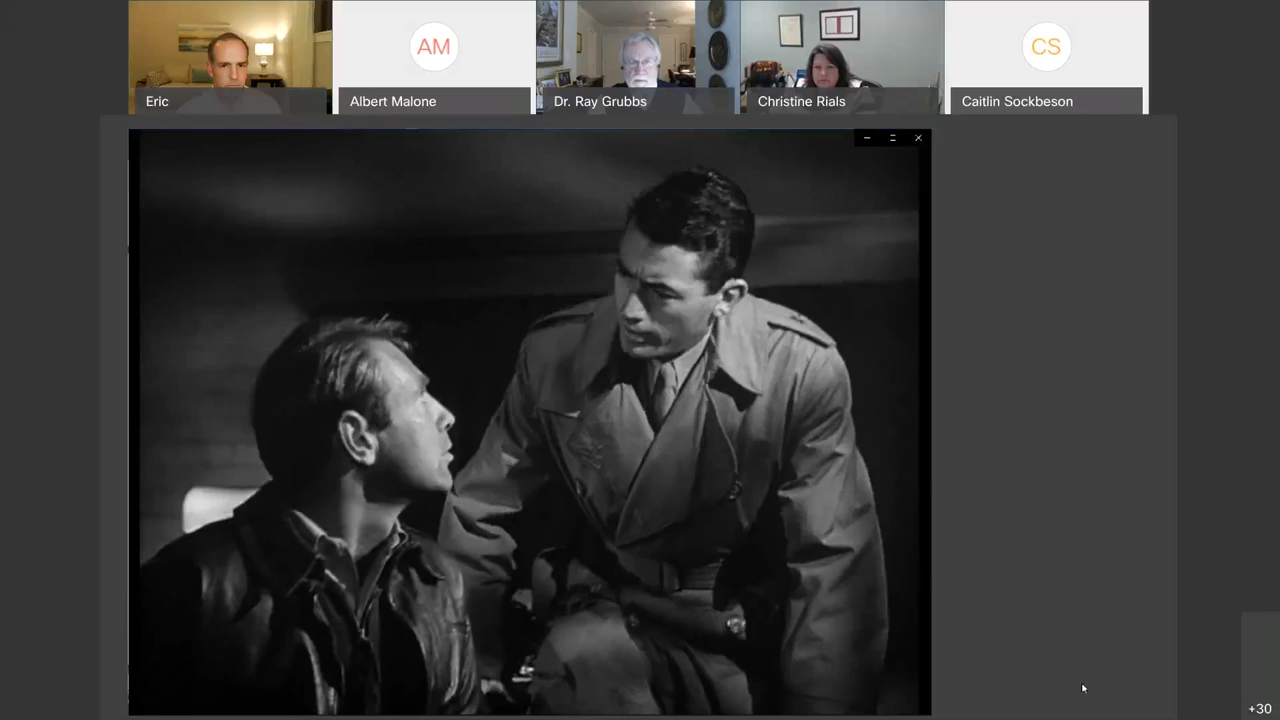 AM
CS
Eric
Albert Malone
Dr. Ray Grubbs
Christine Rials
Caitlin Sockbeson
+30